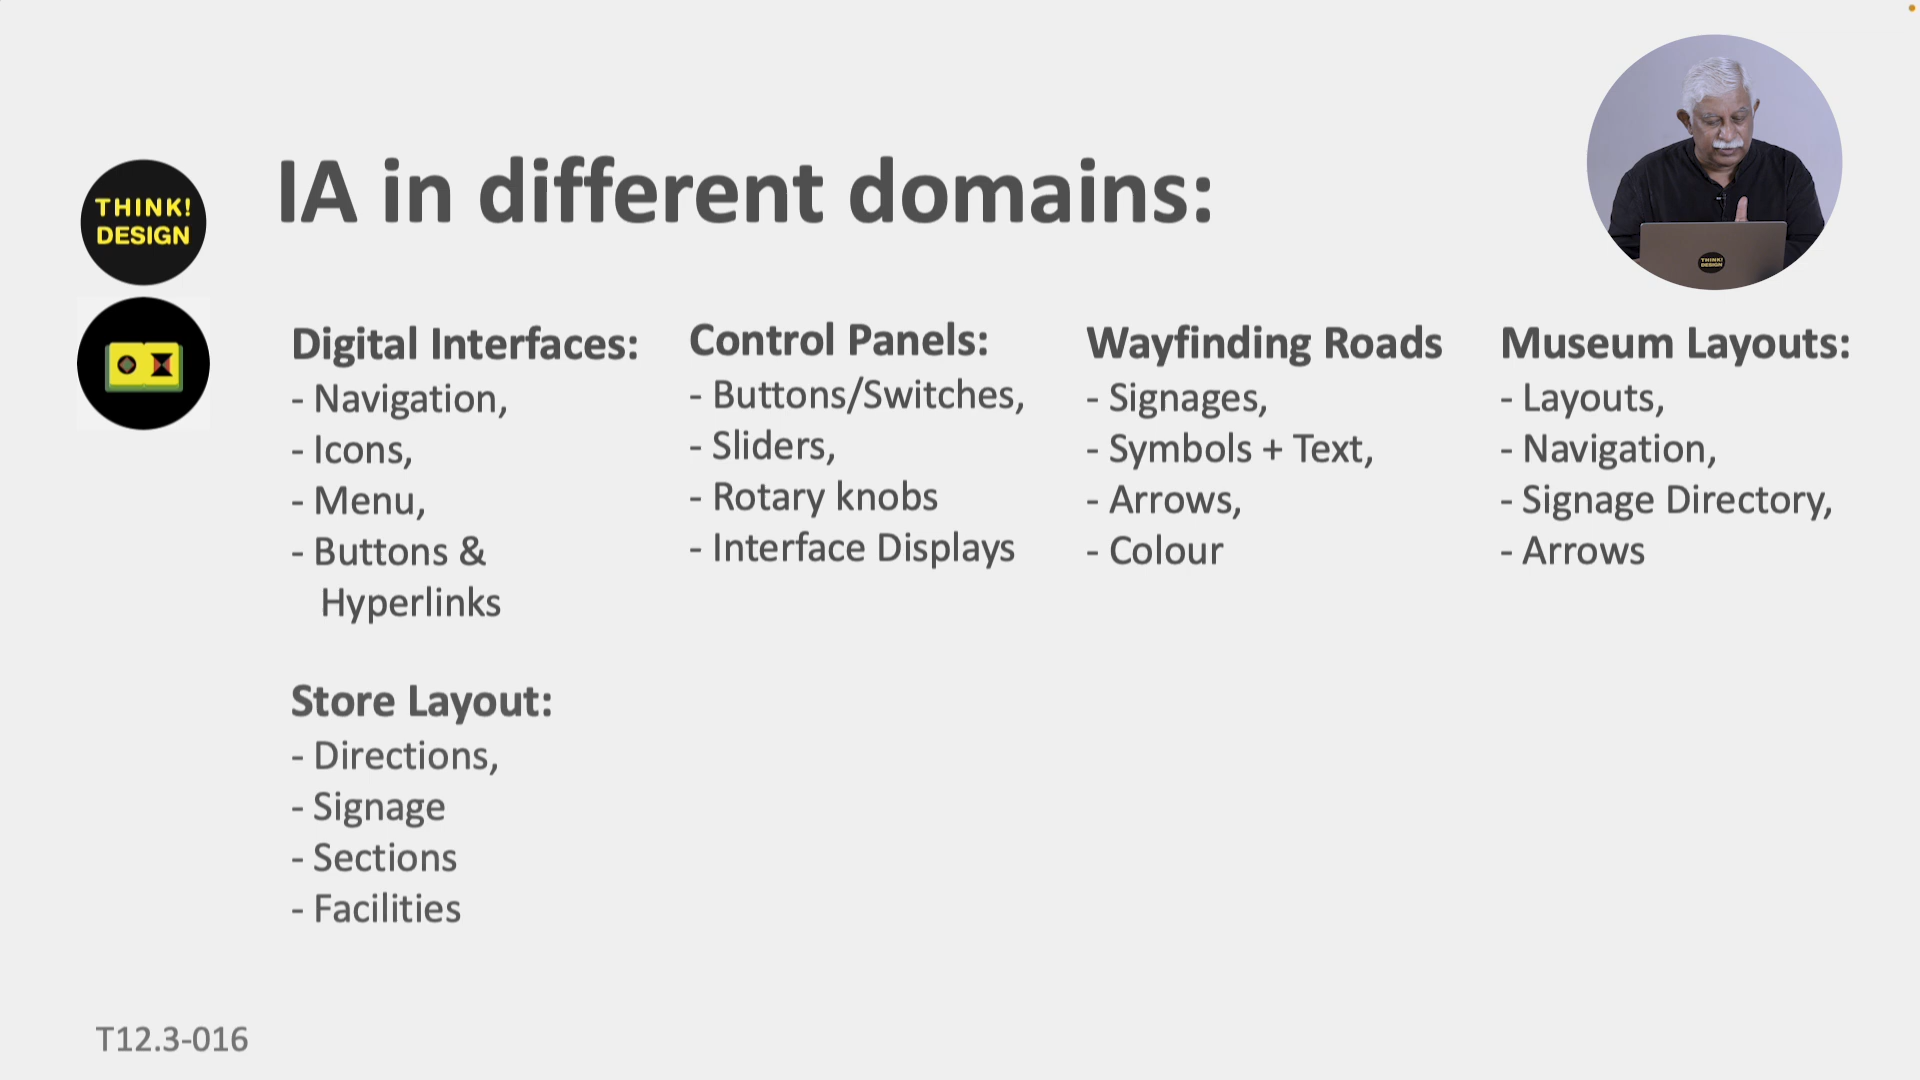 THINK!
DESIGN
IA in different domains:
THINK!
DESIGN
Digital Interfaces:
- Navigation,
- Icons,
- Menu,
- Buttons &
Hyperlinks
Control Panels:
- Buttons/Switches,
- Sliders,
- Rotary knobs
- Interface Displays
Wayfinding Roads
- Signages,
- Symbols + Text,
- Arrows,
- Colour
Museum Layouts:
- Layouts,
- Navigation,
- Signage Directory,
- Arrows
Store Layout:
- Directions,
- Signage
- Sections
- Facilities
T12.3-016